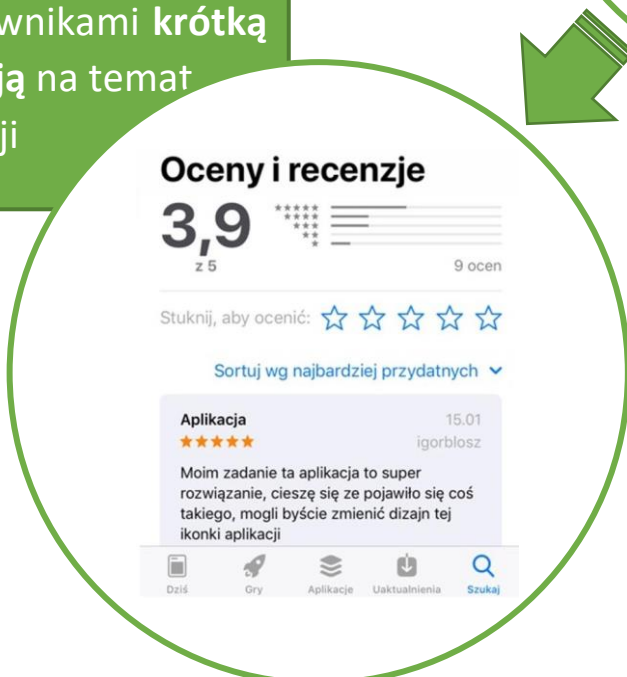 wnikami krótką
ją na temat
ji
Oceny i recenzje
3,9
z 5
9 ocen
Stuknij, aby ocenić:
Sortuj wg najbardziej przydatnych
Aplikacja 15.01
igorblosz
Moim zadanie ta aplikacja to super
rozwiązanie, cieszę się ze pojawiło się coś
takiego, mogli byście zmienić dizajn tej
ikonki aplikacji
Dziś Gry Aplikacje Uaktualnienia Szukaj